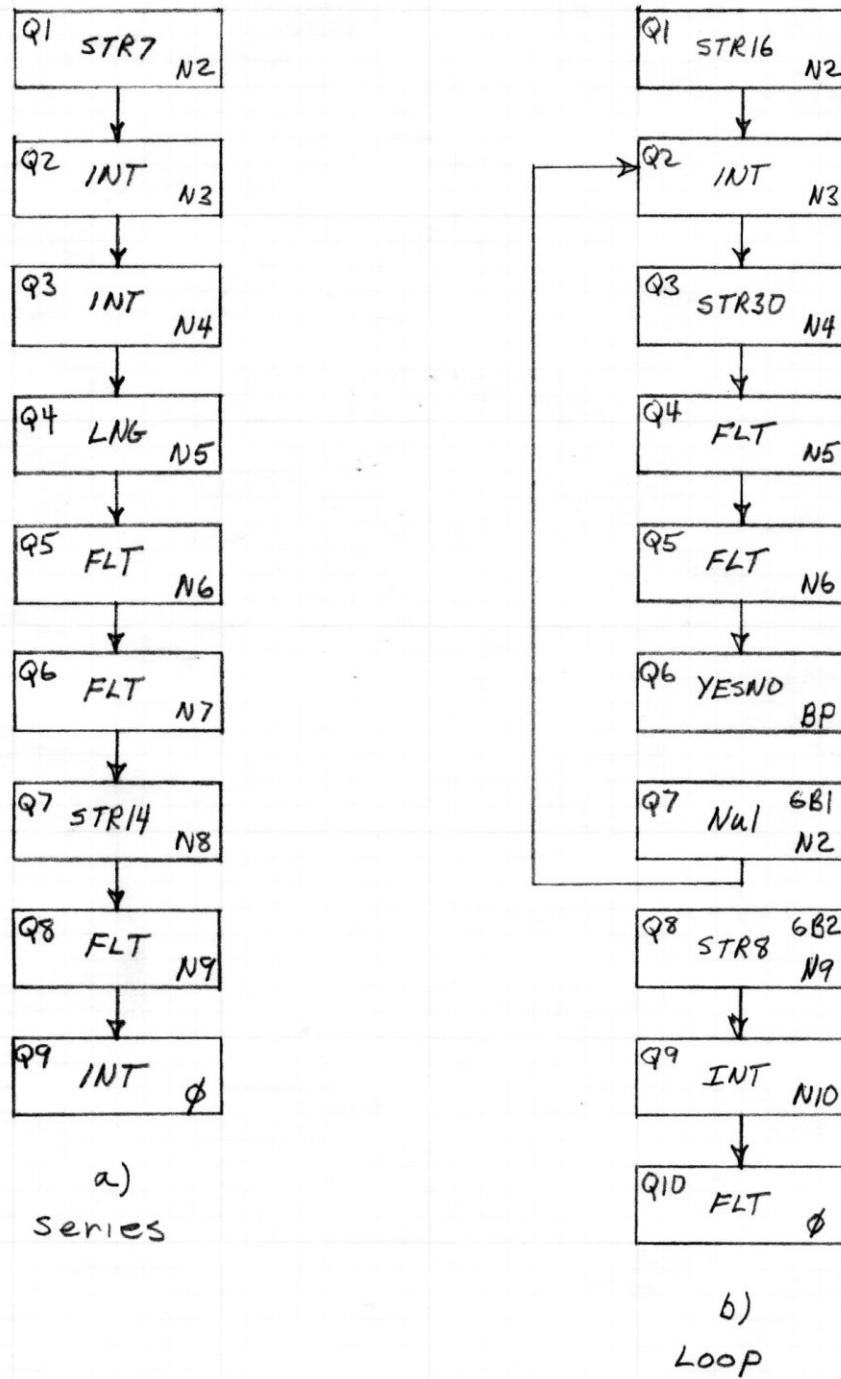 Q1 STR7 N2
Q2 INT N3
Q3 INT N4
Q4 LNG N5
Q5 FLT N6
Q6 FLT N7
Q7 STR14 N8
Q8 FLT N9
Q9 INT φ
a)
series
Q1 STR16 N2
Q2 INT N3
Q3 STR30 N4
Q4 FLT N5
Q5 FLT N6
Q6 YESNO BP
Q7 Nul 6B1
N2
Q8 STR8 6B2
N9
Q9 INT N10
Q10 FLT φ
b)
Loop